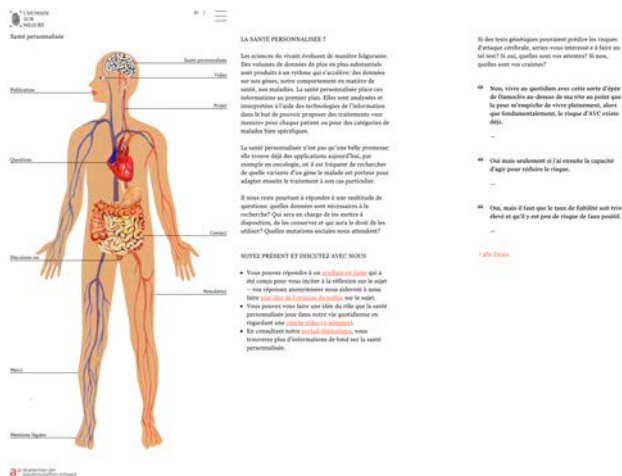 L'HUMAIN
SUR
MESURE
Santé personnalisée
Santé personnalisée
Vidéo
Publication
Projet
Questions
Contact
Discutons-en
Newsletter
Merci
Mentions légales
LA SANTÉ PERSONNALISÉE ?
Les sciences du vivant évoluent de manière fulgurante.
Des volumes de données de plus en plus substantiels
sont produits à un rythme qui s'accélère: des données
sur nos gènes, notre comportement en matière de
santé, nos maladies. La santé personnalisée place ces
informations au premier plan. Elles sont analysées et
interprétées à l'aide des technologies de l'information
dans le but de pouvoir proposer des traitements «sur
mesure» pour chaque patient ou pour des catégories de
malades bien spécifiques.
La santé personnalisée n'est pas qu'une belle promesse:
elle trouve déjà des applications aujourd'hui, par
exemple en oncologie, où il est fréquent de rechercher
de quelle variante d'un gène le malade est porteur pour
adapter ensuite le traitement à son cas particulier.
Il nous reste pourtant à répondre à une multitude de
questions: quelles données sont nécessaires à la
recherche? Qui sera en charge de les mettre à
disposition, de les conserver et qui aura le droit de les
utiliser? Quelles mutations sociales nous attendent?
SOYEZ PRÉSENT ET DISCUTEZ AVEC NOUS
• Vous pouvez répondre à un sondage en ligne qui a
été conçu pour vous inciter à la réflexion sur le sujet
– vos réponses anonymisées nous aideront à nous
faire une idée de l'opinion du public sur le sujet.
• Vous pouvez vous faire une idée du rôle que la santé
personnalisée joue dans notre vie quotidienne en
regardant une courte vidéo (2 minutes).
• En consultant notre portail thématique, vous
trouverez plus d'informations de fond sur la santé
personnalisée.
Si des tests génétiques pouvaient prédire les risques
d'attaque cérébrale, seriez-vous intéressé·e à faire un
tel test? Si oui, quelles sont vos attentes? Si non,
quelles sont vos craintes?
“ Non, vivre au quotidien avec cette sorte d'épée
de Damoclès au-dessus de ma tête au point que
la peur m'empêche de vivre pleinement, alors
que fondamentalement, le risque d'AVC existe
déjà.
—
“ Oui mais seulement si j'ai ensuite la capacité
d'agir pour réduire le risque.
—
“ Oui, mais il faut que le taux de fiabilité soit très
élevé et qu'il y est peu de risque de faux positif.
—